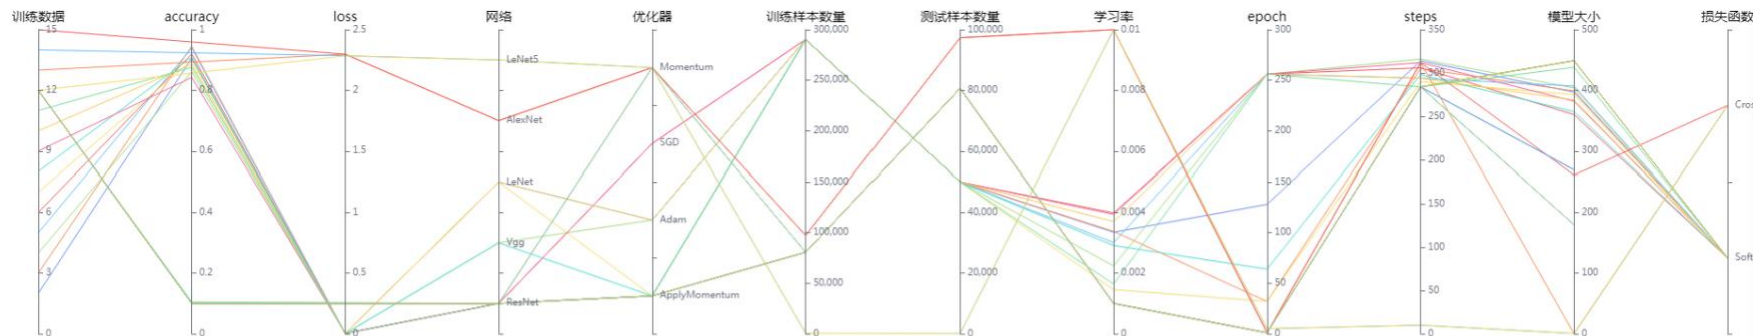 训练数据 accuracy loss 网络 优化器 训练样本数量 测试样本数量 学习率 epoch steps 模型大小 损失函数
15 1 2.5 300,000 100,000 0.01 300 350 500
LeNet5 Momentum
250,000 250 300
12 0.8 2 80,000 0.008 400
AlexNet Cros
200,000 200 250
SGD
9 0.6 1.5 60,000 0.006 300
200
LeNet 150,000 150
6 0.4 1 40,000 0.004 200
Adam 150
100,000 100
Vgg Soft
3 0.2 0.5 20,000 0.002 100 100
ResNet ApplyMomentum 50,000 50 50
0 0 0 0 0 0 0 0